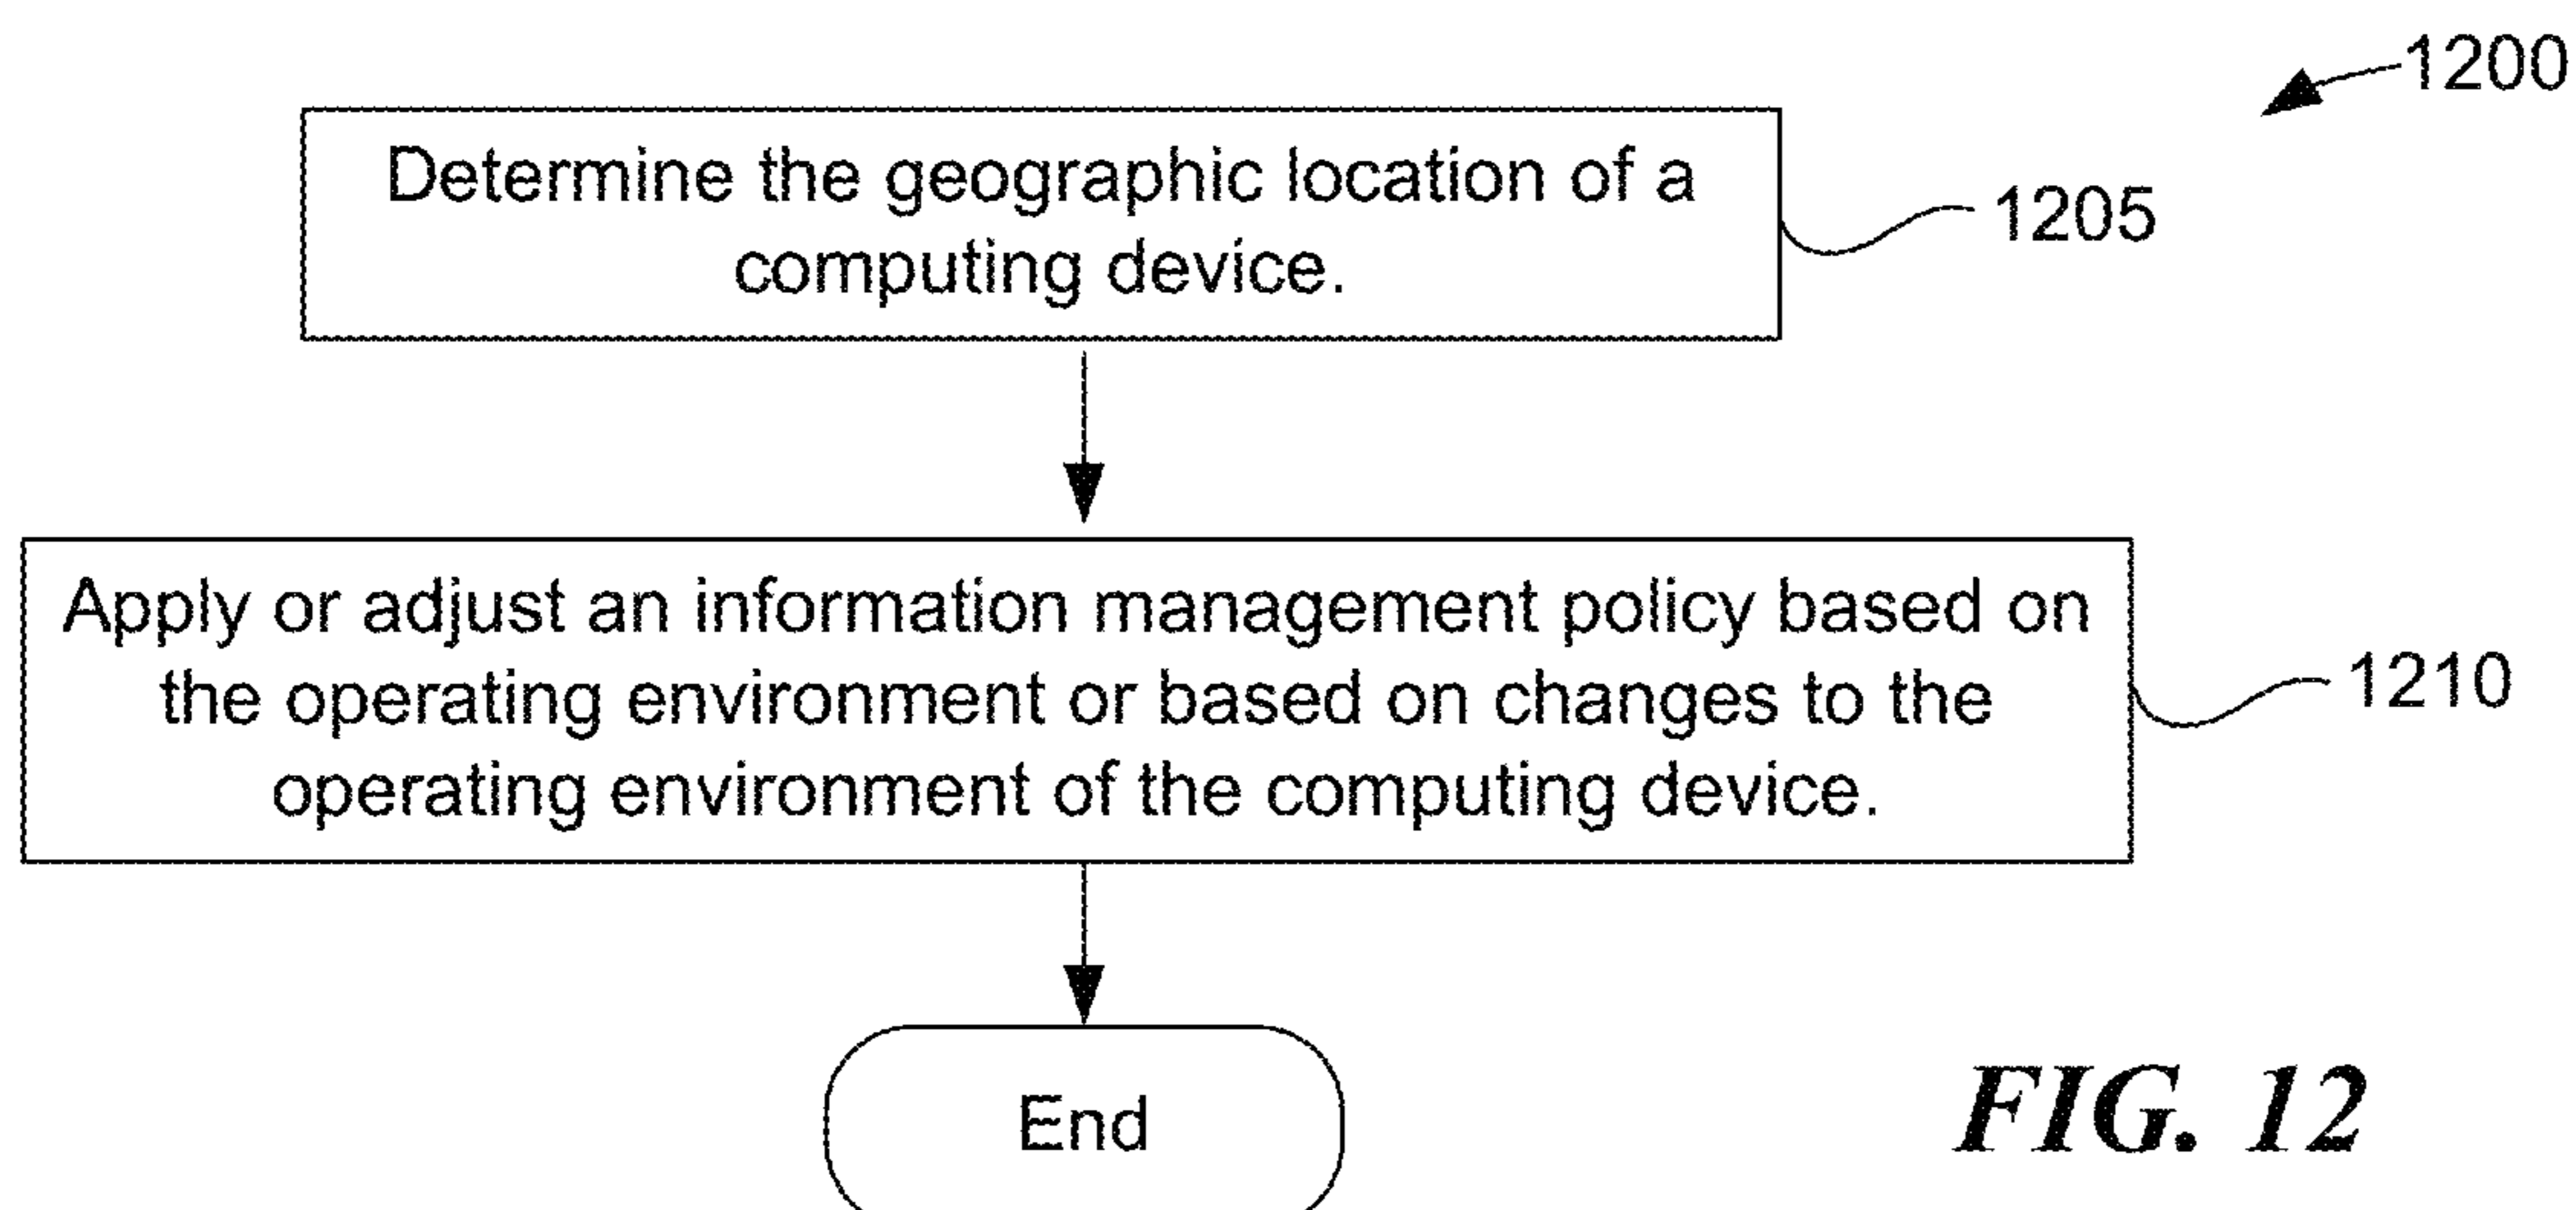 1200
Determine the geographic location of a
computing device.
1205
Apply or adjust an information management policy based on
the operating environment or based on changes to the
operating environment of the computing device.
1210
End
FIG. 12